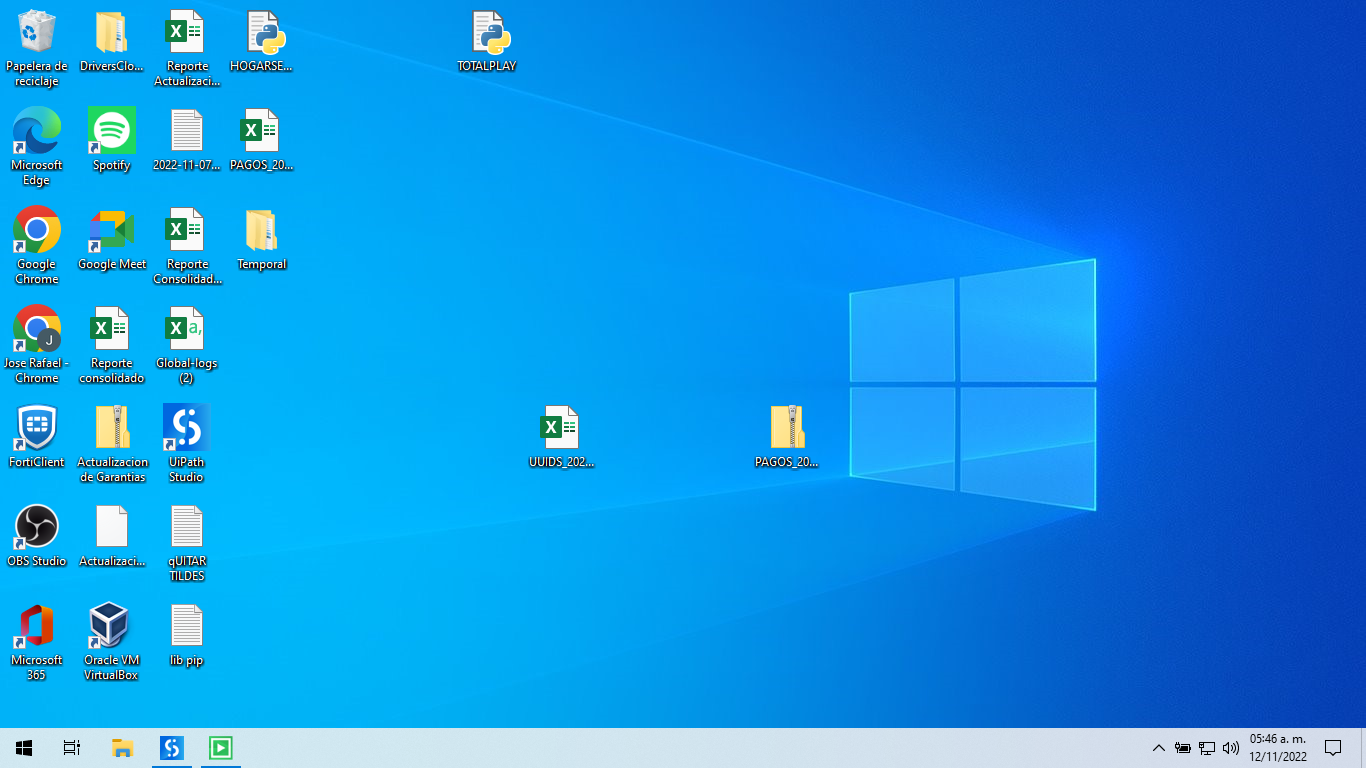 Papelera de
reciclaje
DriversClo...
Reporte
Actualizaci...
HOGARSE...
TOTALPLAY
Microsoft
Edge
Spotify
2022-11-07...
PAGOS_20...
Google
Chrome
Google Meet
Reporte
Consolidad...
Temporal
J
Jose Rafael -
Chrome
Reporte
consolidado
Global-logs
(2)
FortiClient
Actualizacion
de Garantias
UiPath
Studio
UUIDS_202...
PAGOS_20...
OBS Studio
Actualizaci...
qUITAR
TILDES
Microsoft
365
Oracle VM
VirtualBox
lib pip
05:46 a. m.
12/11/2022